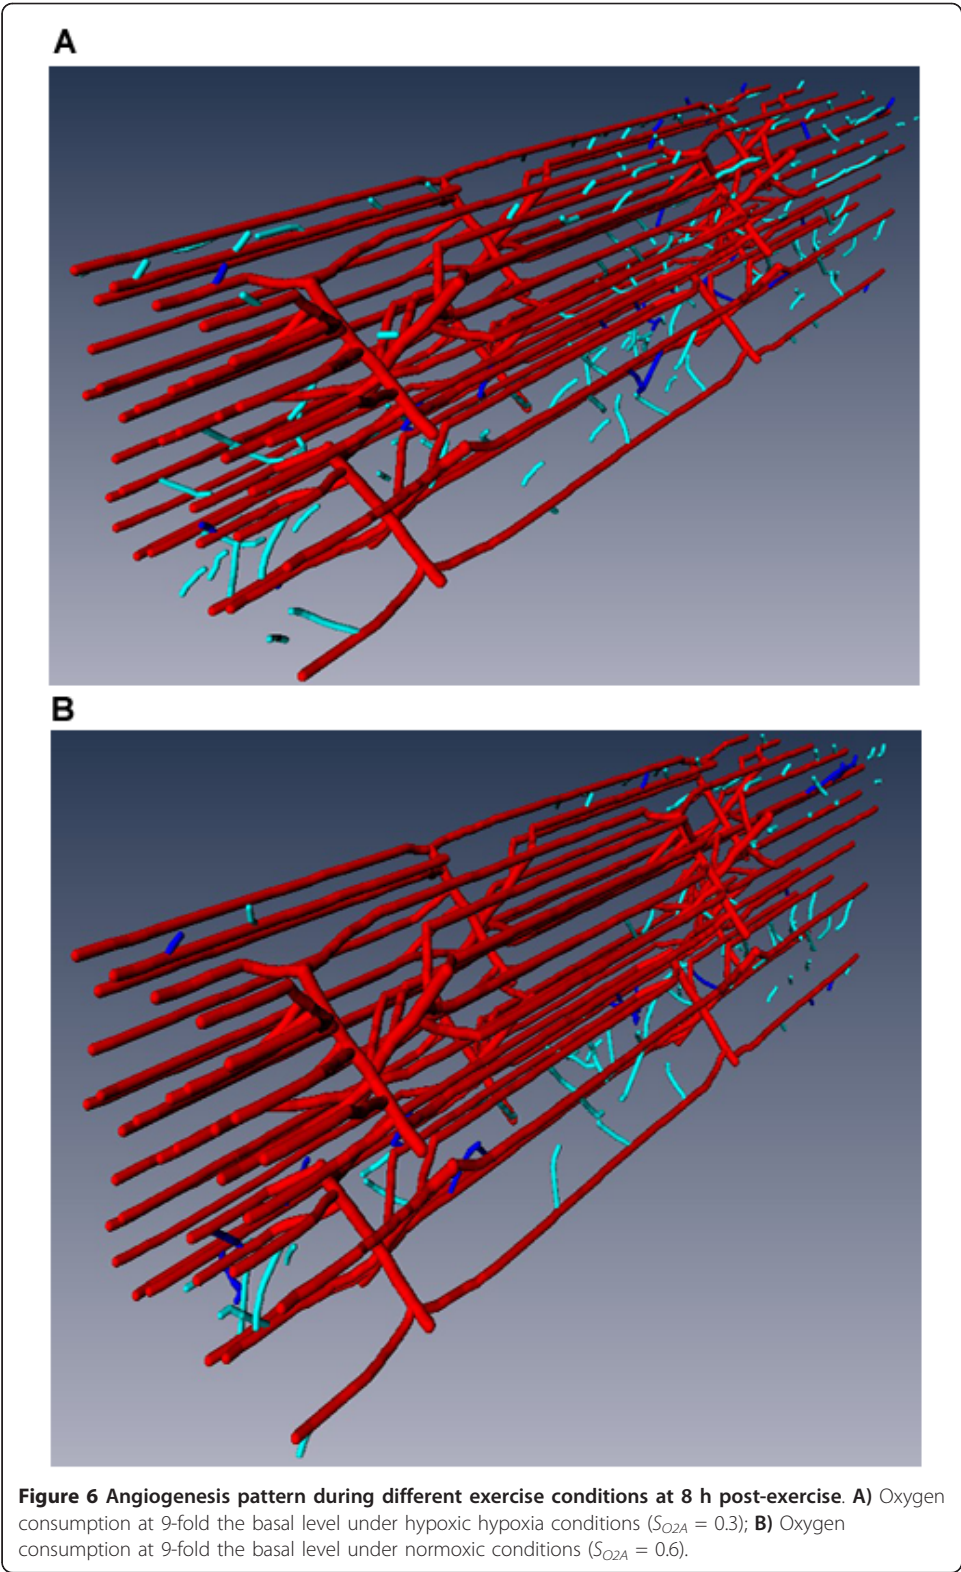 A
B
Figure 6 Angiogenesis pattern during different exercise conditions at 8 h post-exercise. A) Oxygen
consumption at 9-fold the basal level under hypoxic hypoxia conditions (SO2A = 0.3); B) Oxygen
consumption at 9-fold the basal level under normoxic conditions (SO2A = 0.6).